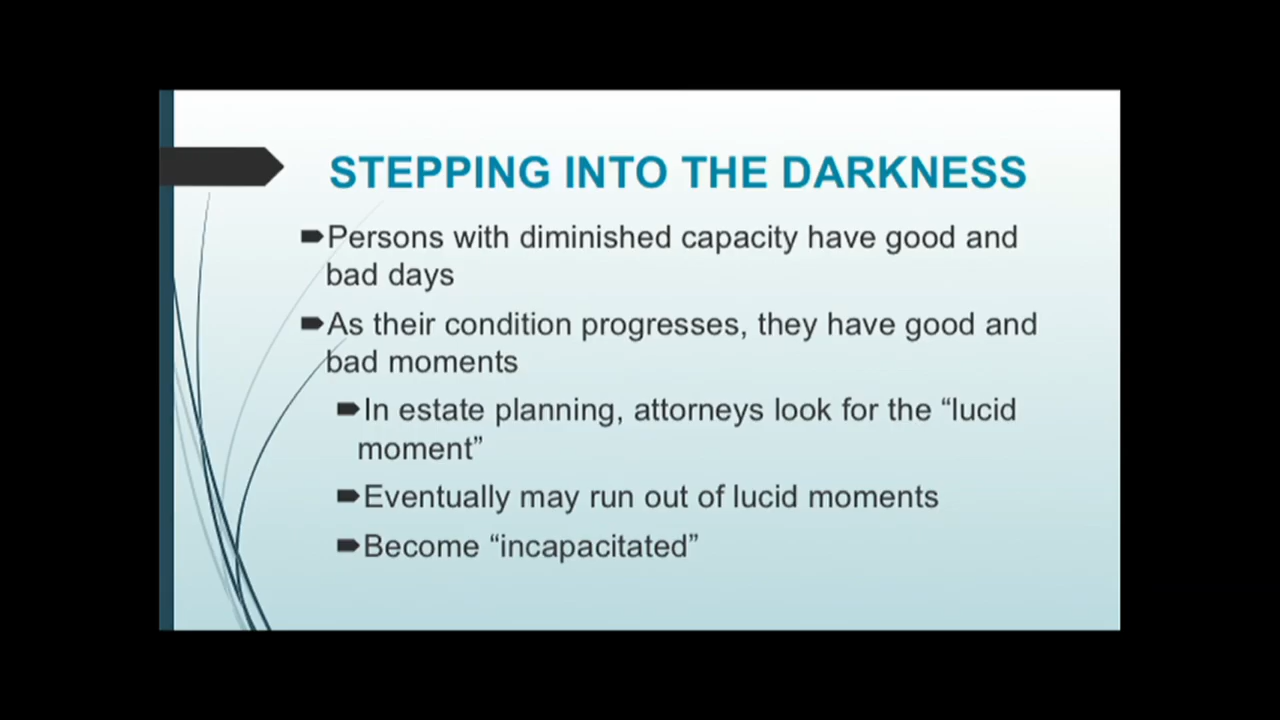 STEPPING INTO THE DARKNESS
Persons with diminished capacity have good and
bad days
As their condition progresses, they have good and
bad moments
In estate planning, attorneys look for the “lucid
moment”
Eventually may run out of lucid moments
Become “incapacitated”